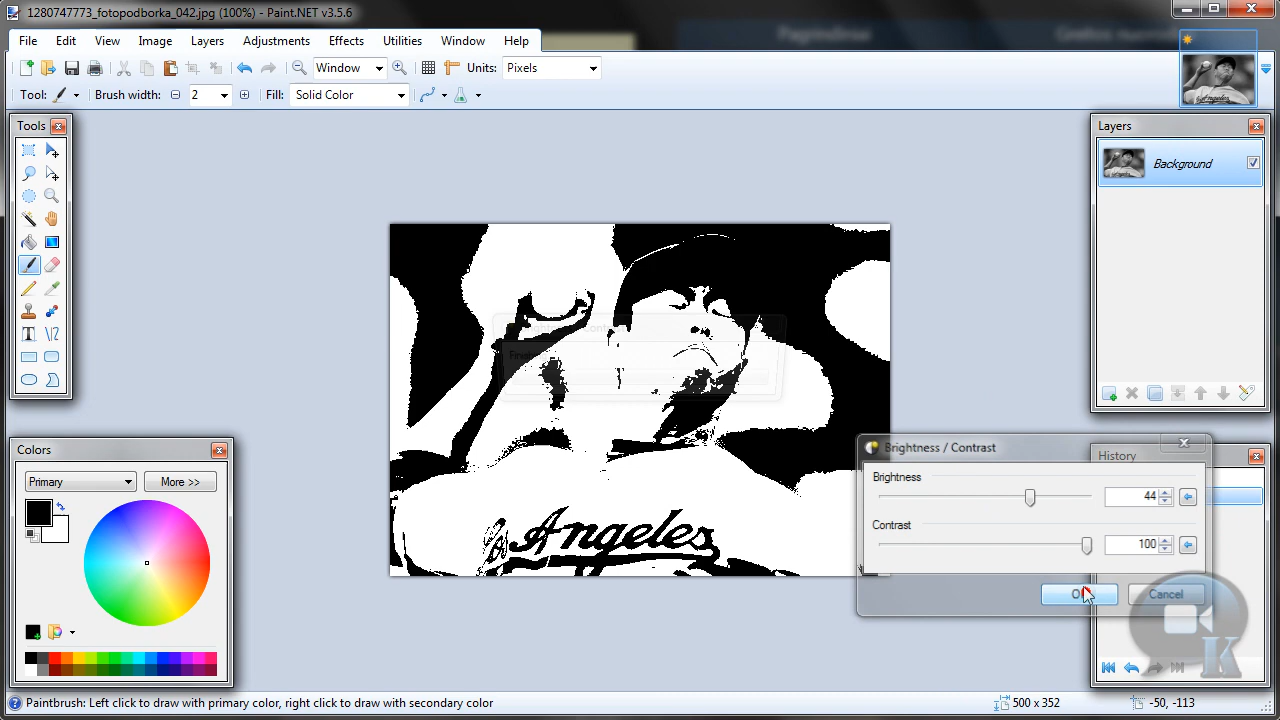 1280747773_fotopodborka_042.jpg (100%) - Paint.NET v3.5.6
Pagrindiniai
File Edit View Image Layers Adjustments Effects Utilities Window Help
Window Units: Pixels
Tool: Brush width: 2 Fill: Solid Color
Tools
Layers
Background
Angeles
Colors
Primary More >>
Brightness / Contrast
Brightness
44
Contrast
100
OK Cancel
History
K
Paintbrush: Left click to draw with primary color, right click to draw with secondary color
500 x 352
-50, -113